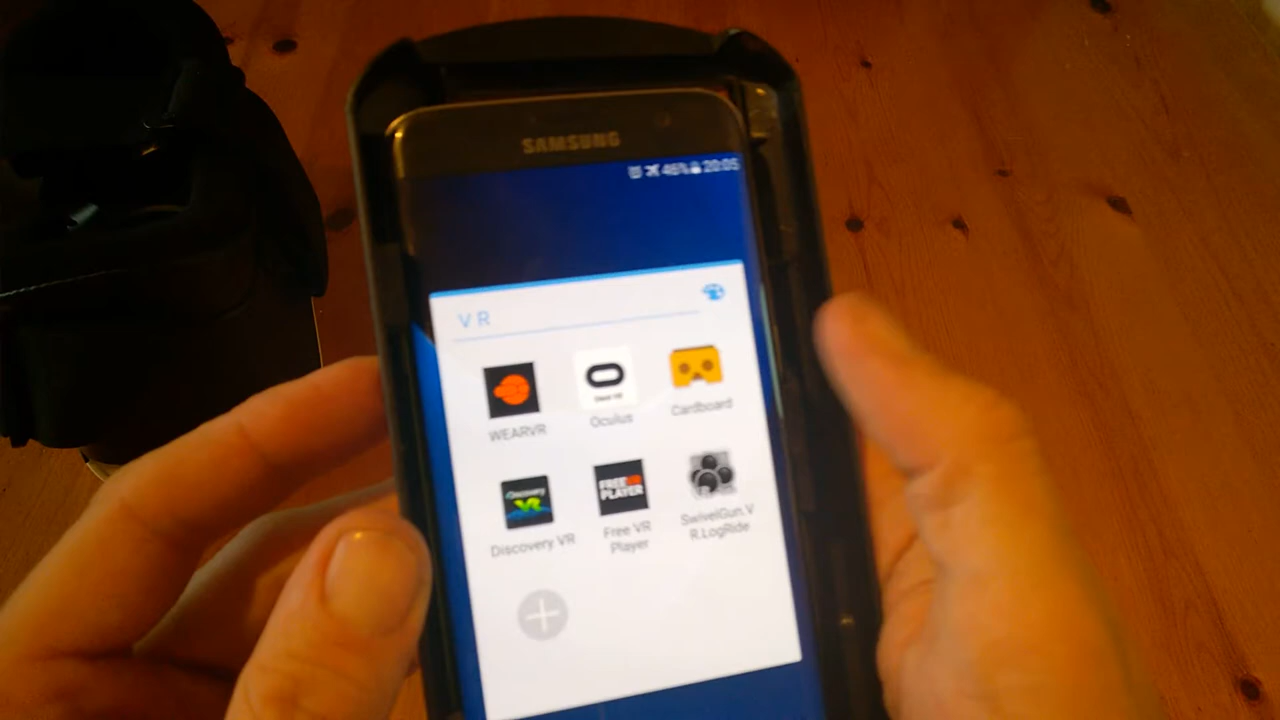 SAMSUNG
46% 20:05
VR
WEARVR
Oculus
Cardboard
Discovery VR
FREE VR
PLAYER
Discovery VR
Free VR
Player
SwivelGun.V
R.LogRide